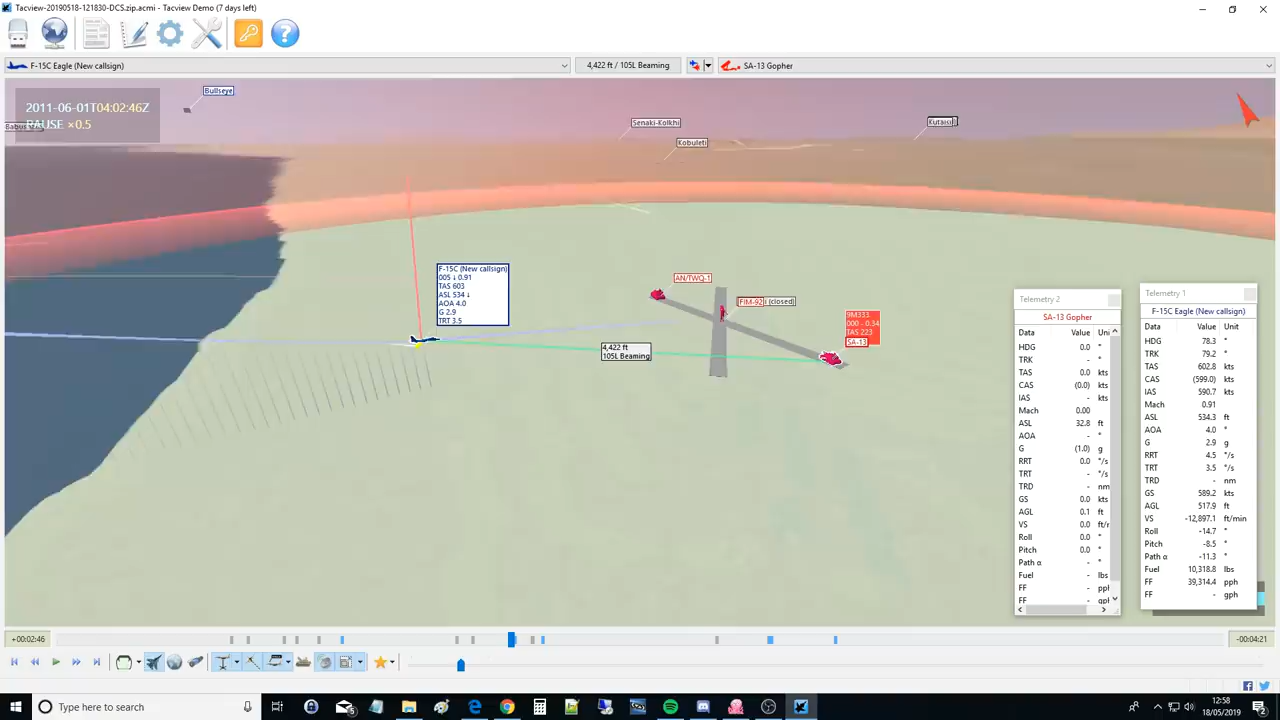 Tacview-20190518-121830-DCS.zip.acmi - Tacview Demo (7 days left)
F-15C Eagle (New callsign)
4,422 ft / 105L Beaming
SA-13 Gopher
Bullseye
2011-06-01T04:02:46Z
PAUSE ×0.5
Senaki-Kolkhi
Kutaisi
Kobuleti
F-15C (New callsign)
005 ↓ 0.91
TAS 603
ASL 534 ↓
AOA 4.0
G 2.9
TRT 3.5
AN/TWQ-1
FIM-92
(closed)
9M333
000 - 0.34
TAS 223
SA-13
4,422 ft
105L Beaming
Telemetry 2
SA-13 Gopher
Data Value Uni
HDG 0.0 °
TRK - °
TAS 0.0 kts
CAS (0.0) kts
IAS - kts
Mach 0.00
ASL 32.8 ft
AOA - °
G (1.0) g
RRT 0.0 °/s
TRT - °/s
TRD - nm
GS 0.0 kts
AGL 0.1 ft
VS 0.0 ft/r
Roll 0.0 °
Pitch 0.0 °
Path α - °
Fuel - lbs
FF - pph
FF - gph
Telemetry 1
F-15C Eagle (New callsign)
Data Value Unit
HDG 78.3 °
TRK 79.2 °
TAS 602.8 kts
CAS (599.0) kts
IAS 590.7 kts
Mach 0.91
ASL 534.3 ft
AOA 4.0 °
G 2.9 g
RRT 4.5 °/s
TRT 3.5 °/s
TRD - nm
GS 589.2 kts
AGL 517.9 ft
VS -12,897.1 ft/min
Roll -14.7 °
Pitch -8.5 °
Path α -11.3 °
Fuel 10,318.8 lbs
FF 39,314.4 pph
FF - gph
+00:02:46
-00:04:21
Type here to search
12:58
18/05/2019